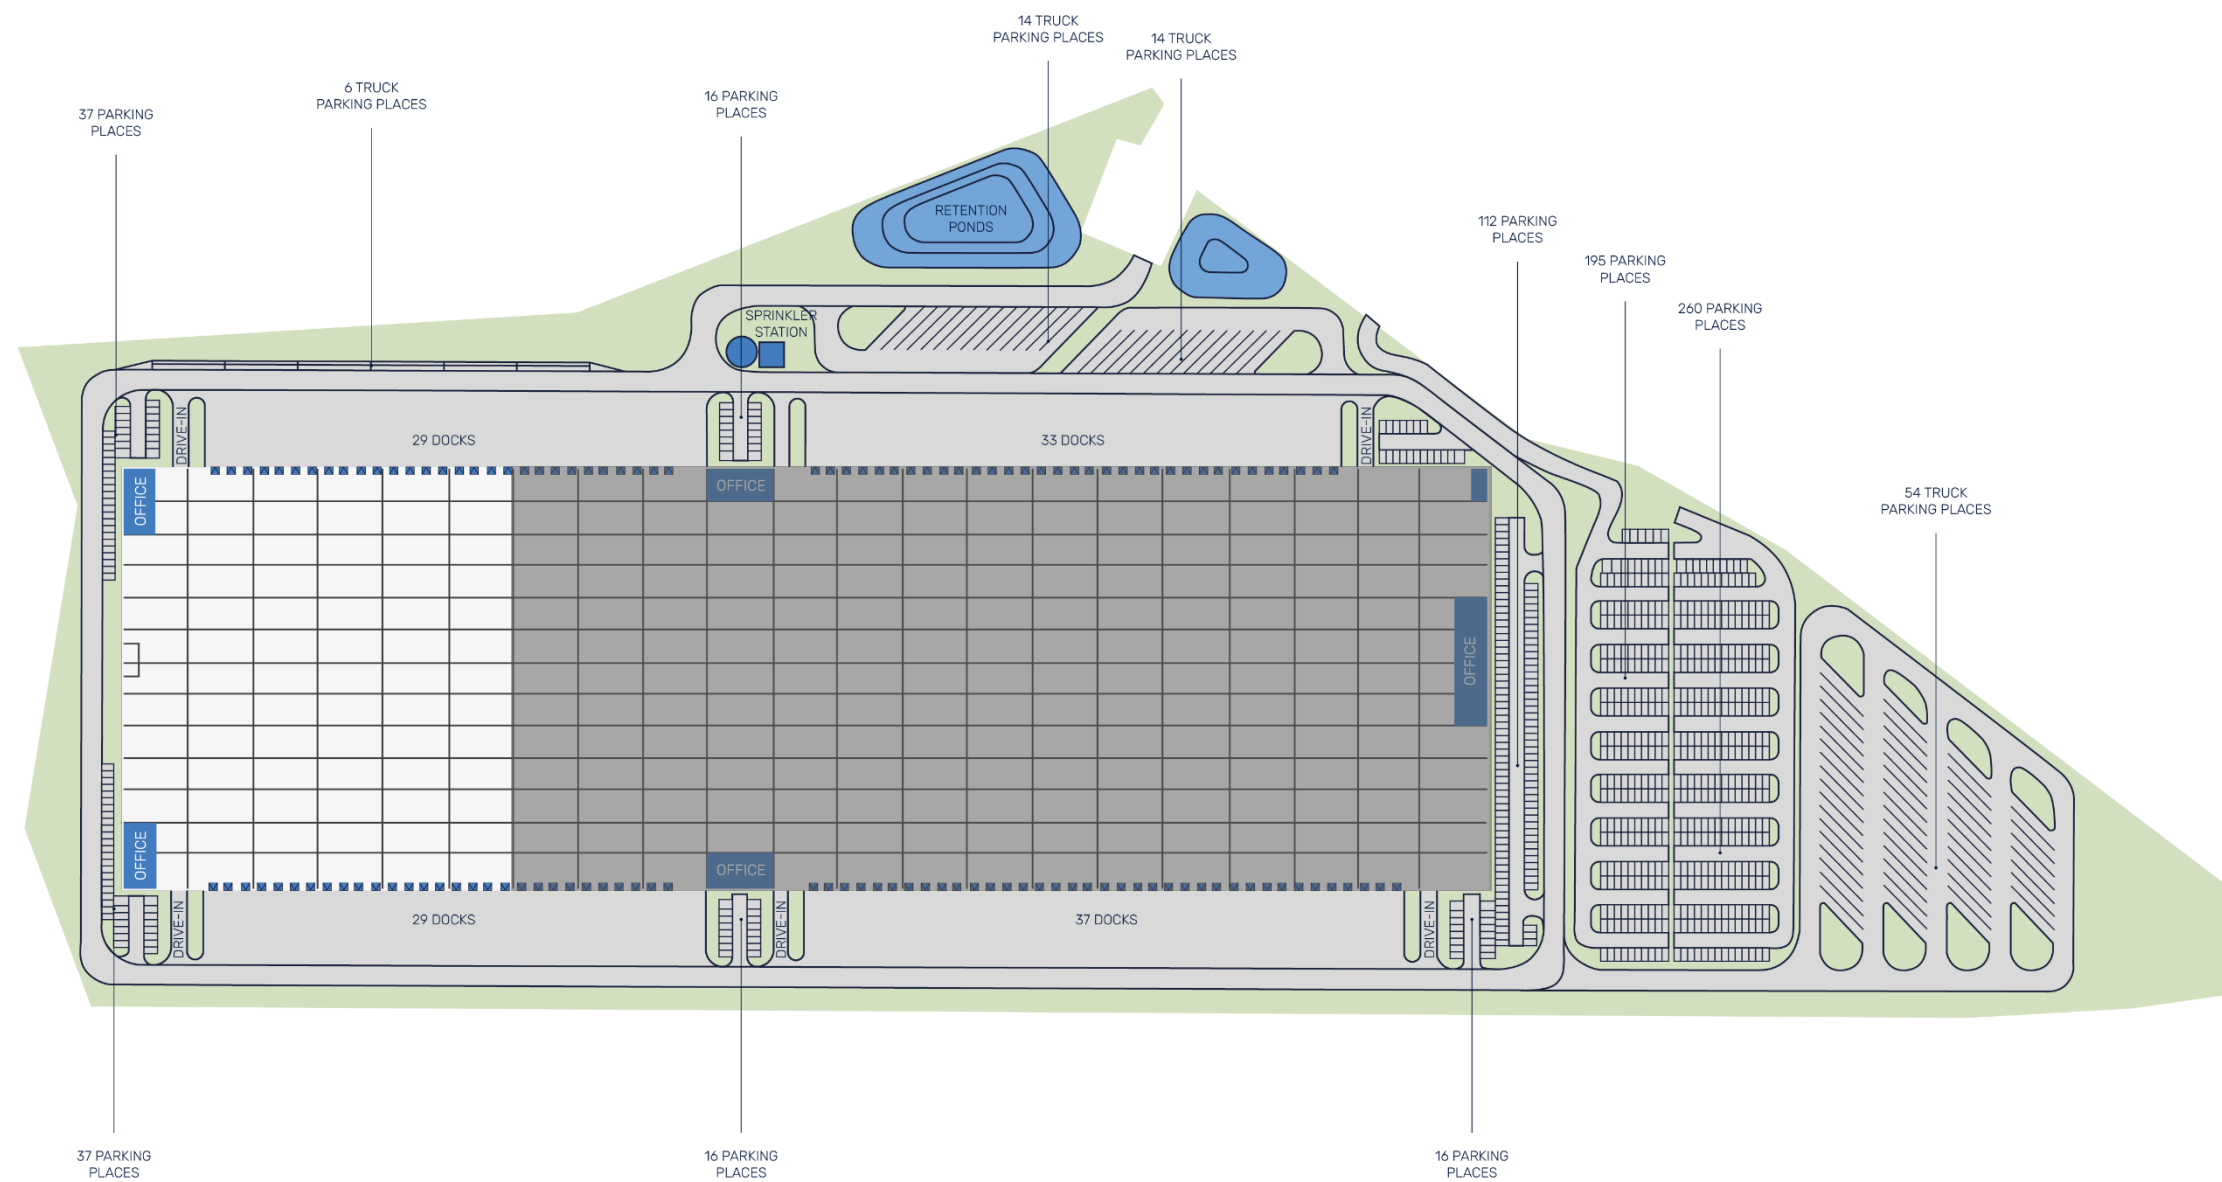 14 TRUCK
PARKING PLACES
14 TRUCK
PARKING PLACES
6 TRUCK
PARKING PLACES
16 PARKING
PLACES
37 PARKING
PLACES
RETENTION
PONDS
112 PARKING
PLACES
195 PARKING
PLACES
260 PARKING
PLACES
SPRINKLER
STATION
DRIVE-IN
29 DOCKS
33 DOCKS
DRIVE-IN
OFFICE
OFFICE
54 TRUCK
PARKING PLACES
OFFICE
OFFICE
OFFICE
DRIVE-IN
29 DOCKS
DRIVE-IN
37 DOCKS
DRIVE-IN
37 PARKING
PLACES
16 PARKING
PLACES
16 PARKING
PLACES